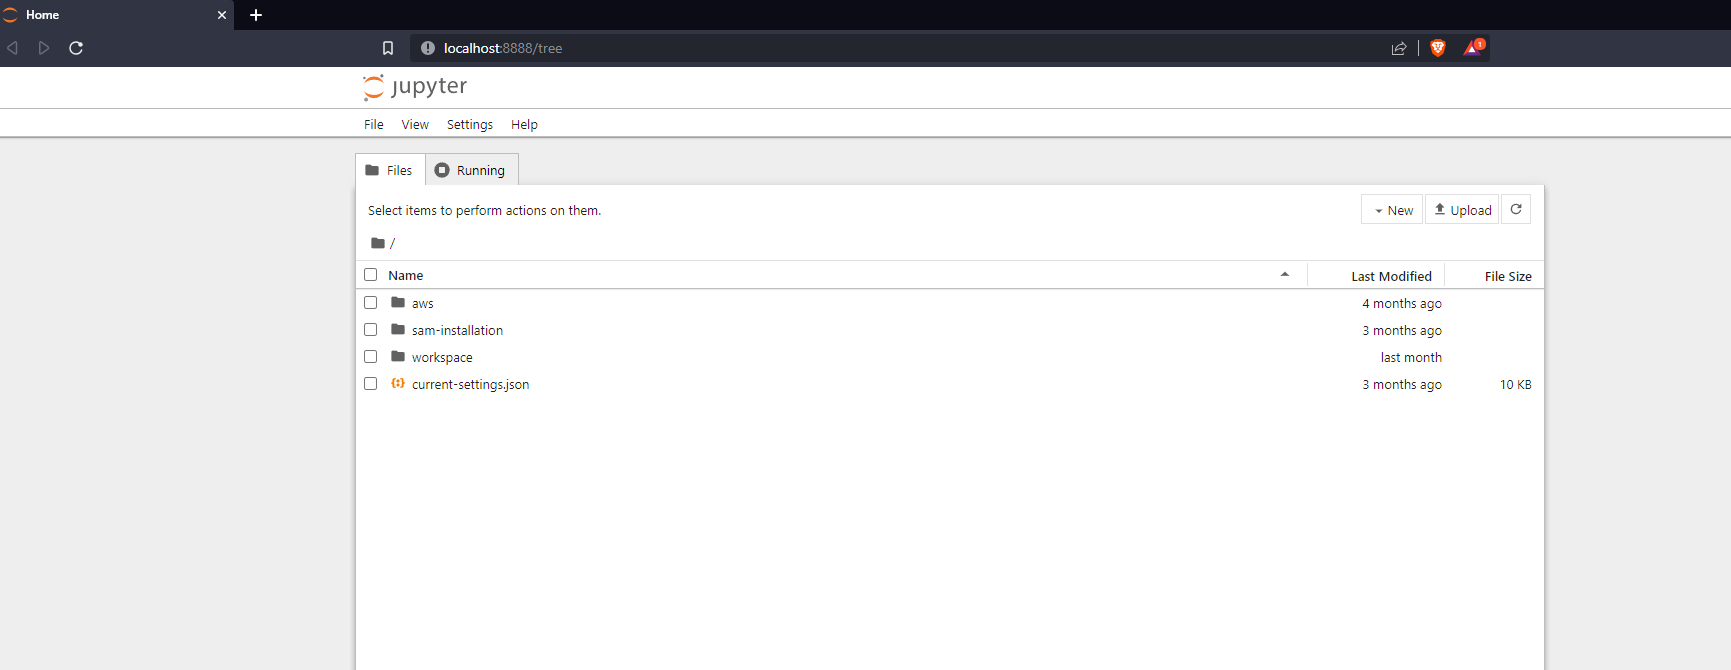 Home
localhost:8888/tree
1
jupyter
File View Settings Help
Files Running
Select items to perform actions on them.
New Upload
/
Name Last Modified File Size
aws 4 months ago
sam-installation 3 months ago
workspace last month
current-settings.json 3 months ago 10 KB